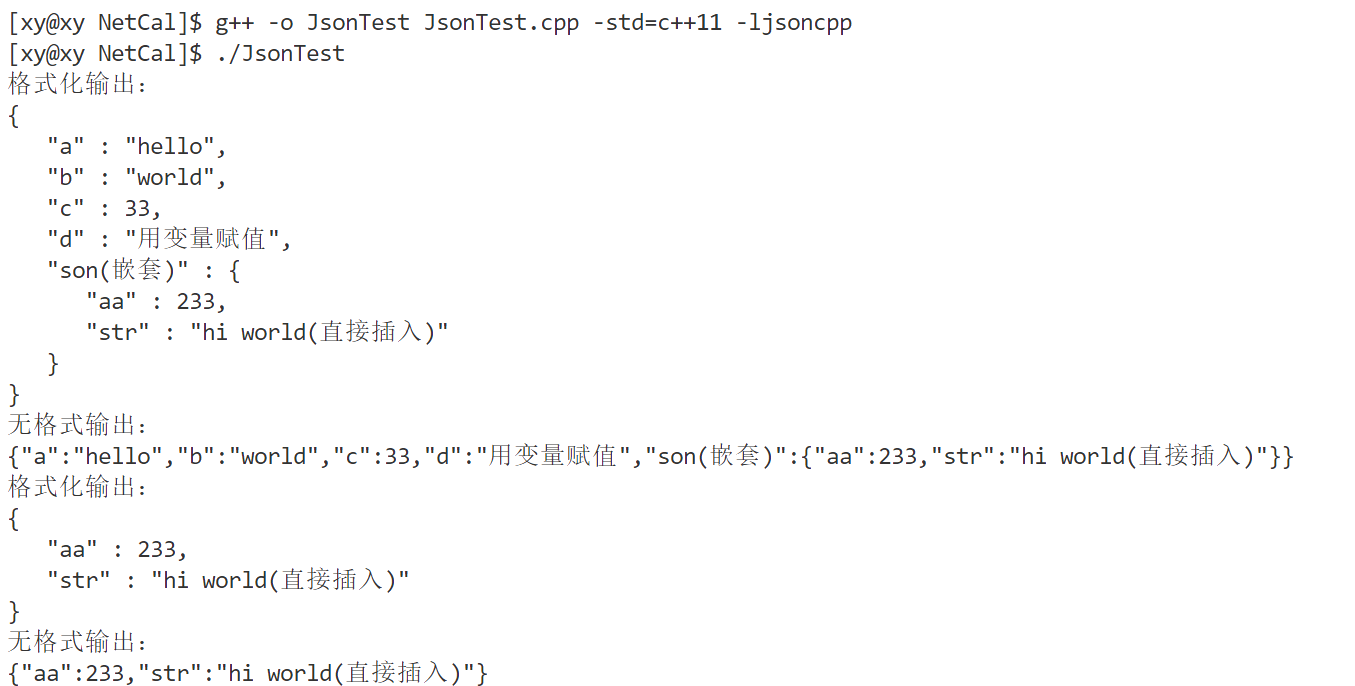 [xy@xy NetCal]$ g++ -o JsonTest JsonTest.cpp -std=c++11 -ljsoncpp
[xy@xy NetCal]$ ./JsonTest
格式化输出：
{
   "a" : "hello",
   "b" : "world",
   "c" : 33,
   "d" : "用变量赋值",
   "son(嵌套)" : {
      "aa" : 233,
      "str" : "hi world(直接插入)"
   }
}
无格式输出：
{"a":"hello","b":"world","c":33,"d":"用变量赋值","son(嵌套)":{"aa":233,"str":"hi world(直接插入)"}}
格式化输出：
{
   "aa" : 233,
   "str" : "hi world(直接插入)"
}
无格式输出：
{"aa":233,"str":"hi world(直接插入)"}